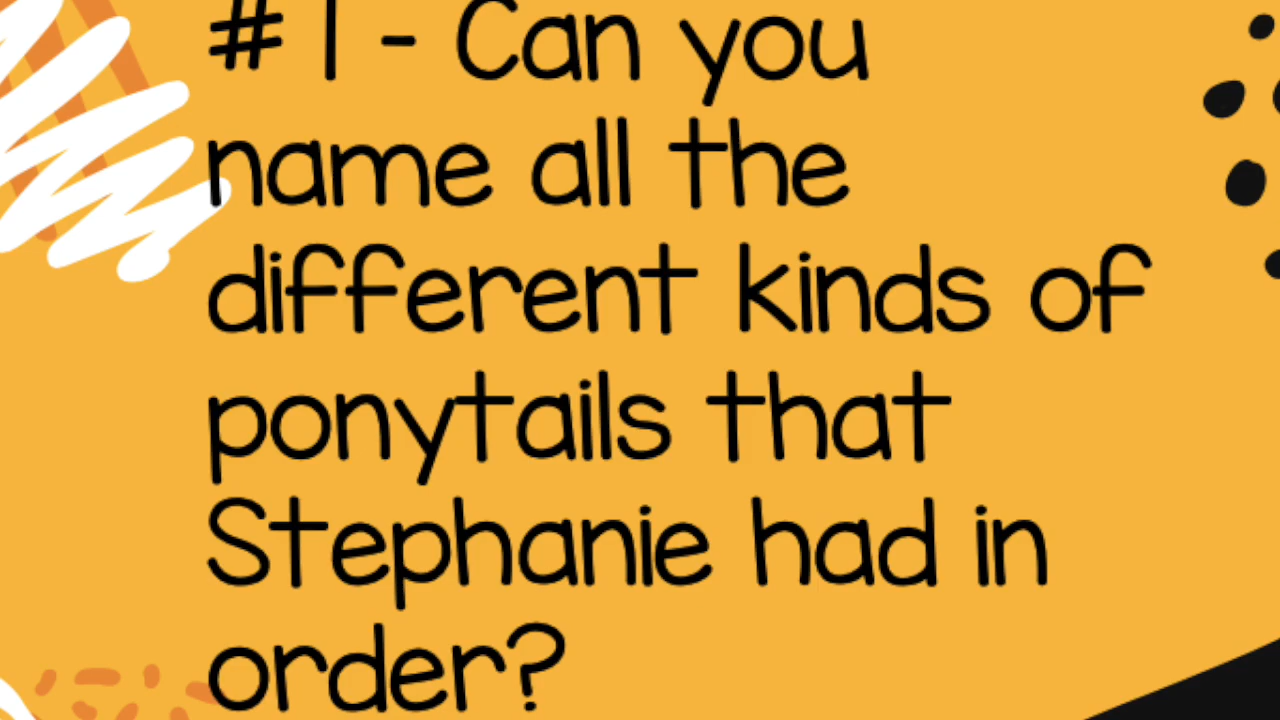 #1 - Can you
name all the
different kinds of
ponytails that
Stephanie had in
order?